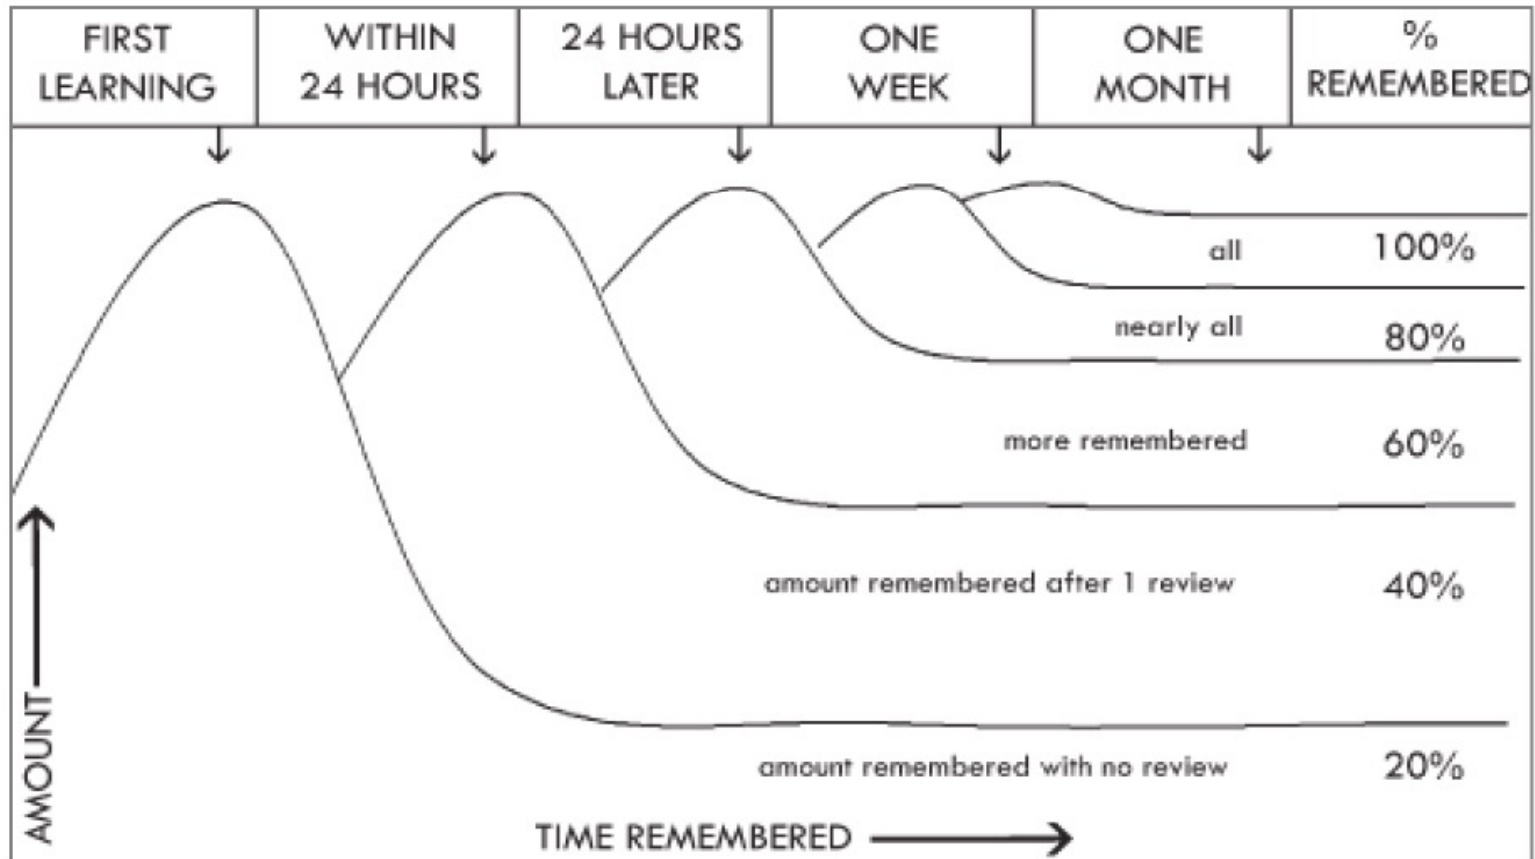 FIRST
LEARNING
WITHIN
24 HOURS
24 HOURS
LATER
ONE
WEEK
ONE
MONTH
%
REMEMBERED
all 100%
nearly all 80%
more remembered 60%
amount remembered after 1 review 40%
amount remembered with no review 20%
AMOUNT
TIME REMEMBERED